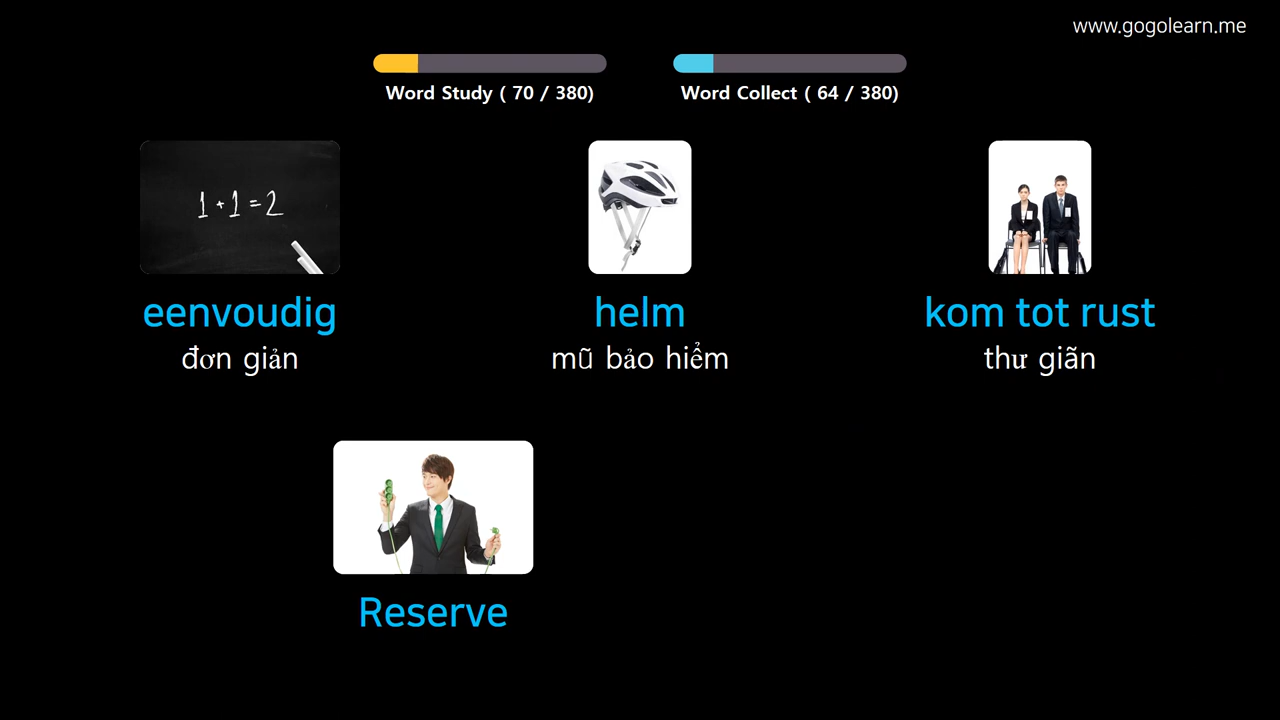 www.gogolearn.me
Word Study ( 70 / 380)
Word Collect ( 64 / 380)
1 + 1 = 2
eenvoudig
đơn giản
helm
mũ bảo hiểm
kom tot rust
thư giãn
Reserve